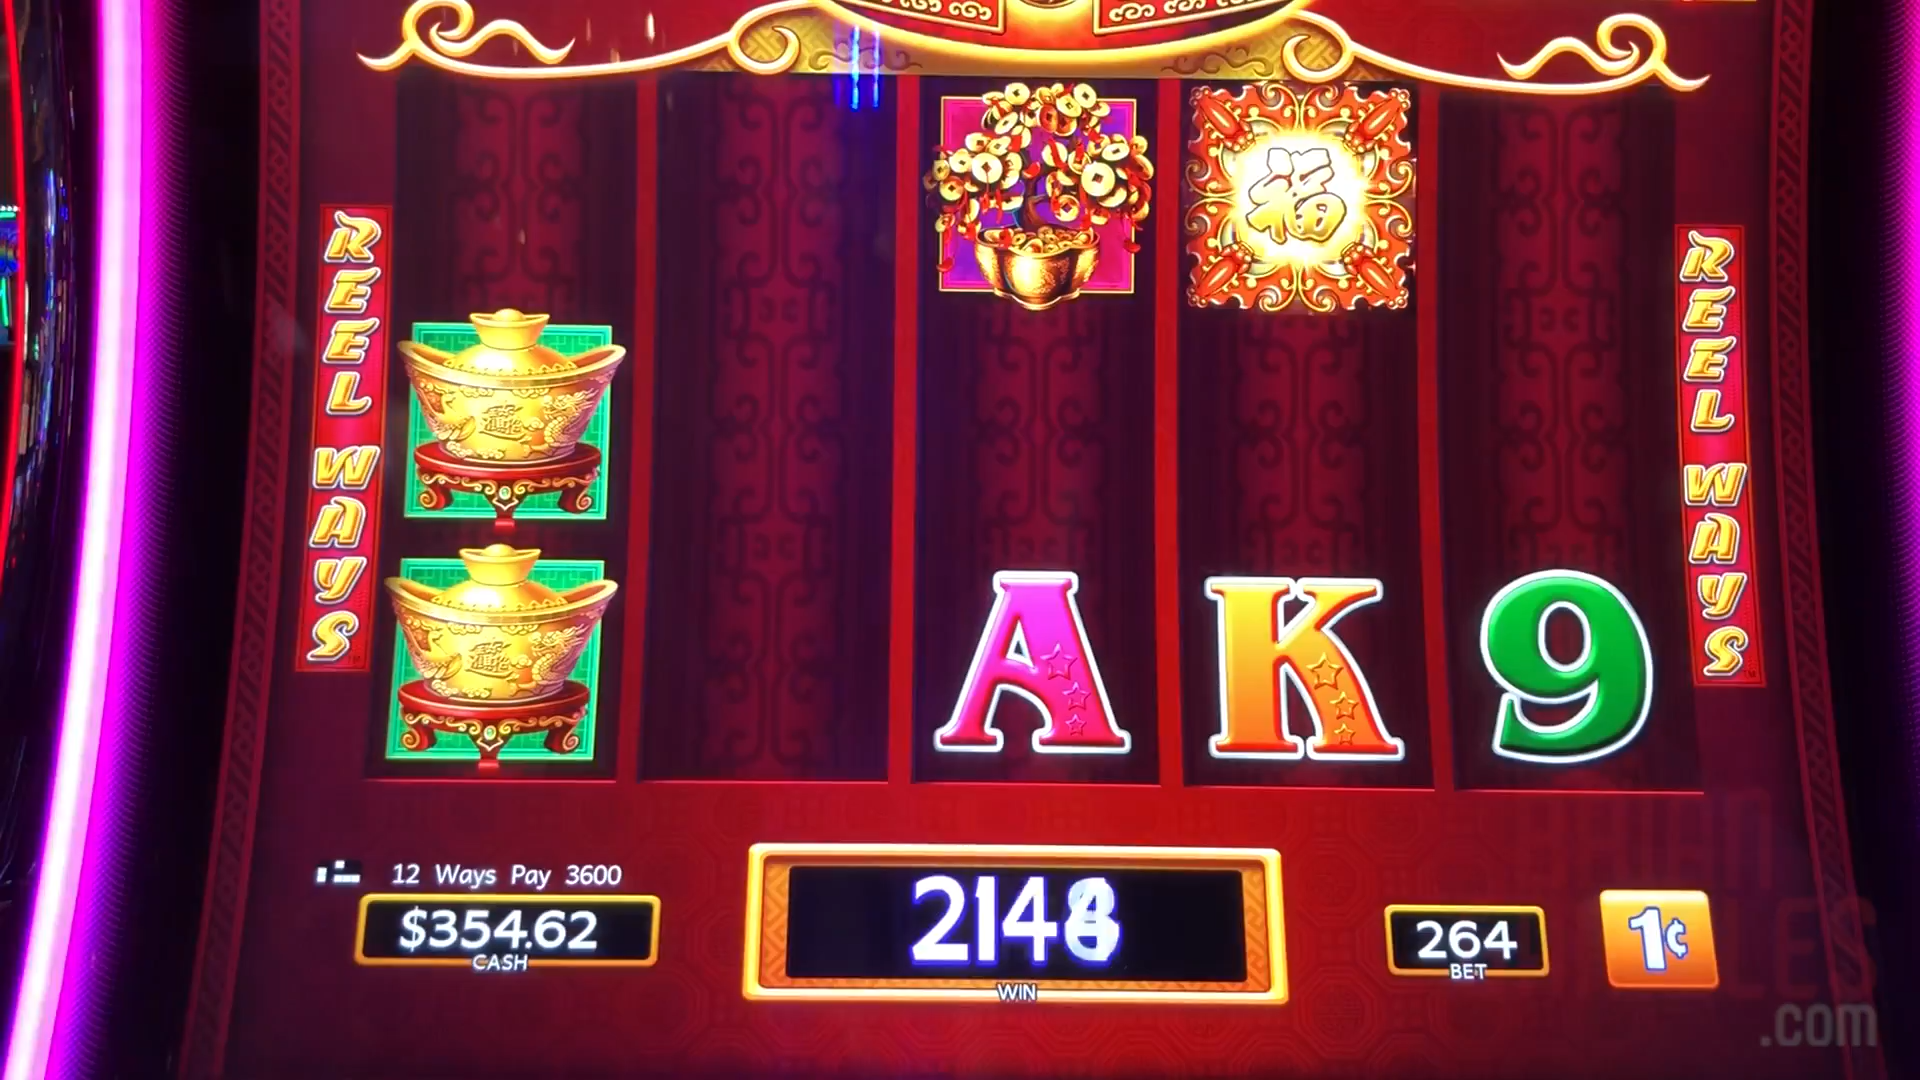 福
REEL WAYS
REEL WAYS
A K 9
12 Ways Pay 3600
$354.62
CASH
WIN
264
BET
1¢
.com